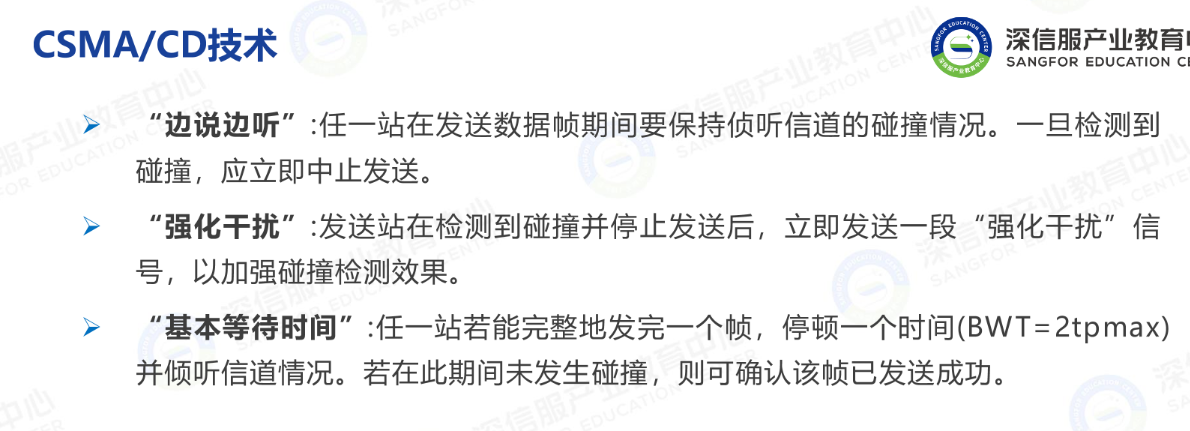 CSMA/CD技术
深信服产业教育中
SANGFOR EDUCATION CE
“边说边听”:任一站在发送数据帧期间要保持侦听信道的碰撞情况。一旦检测到
碰撞，应立即中止发送。
“强化干扰”:发送站在检测到碰撞并停止发送后，立即发送一段“强化干扰”信
号，以加强碰撞检测效果。
“基本等待时间”:任一站若能完整地发完一个帧，停顿一个时间(BWT=2tpmax)
并倾听信道情况。若在此期间未发生碰撞，则可确认该帧已发送成功。